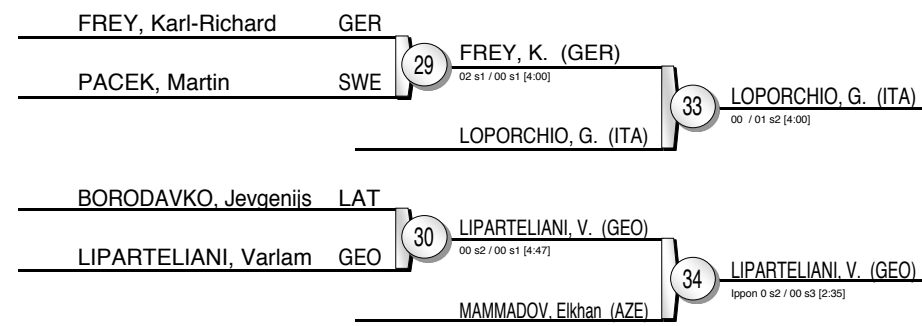 FREY, Karl-Richard GER
29
FREY, K. (GER)
02 s1 / 00 s1 [4:00]
PACEK, Martin SWE
33
LOPORCHIO, G. (ITA)
00 / 01 s2 [4:00]
LOPORCHIO, G. (ITA)
BORODAVKO, Jevgenijs LAT
30
LIPARTELIANI, V. (GEO)
00 s2 / 00 s1 [4:47]
LIPARTELIANI, Varlam GEO
34
LIPARTELIANI, V. (GEO)
Ippon 0 s2 / 00 s3 [2:35]
MAMMADOV, Elkhan (AZE)